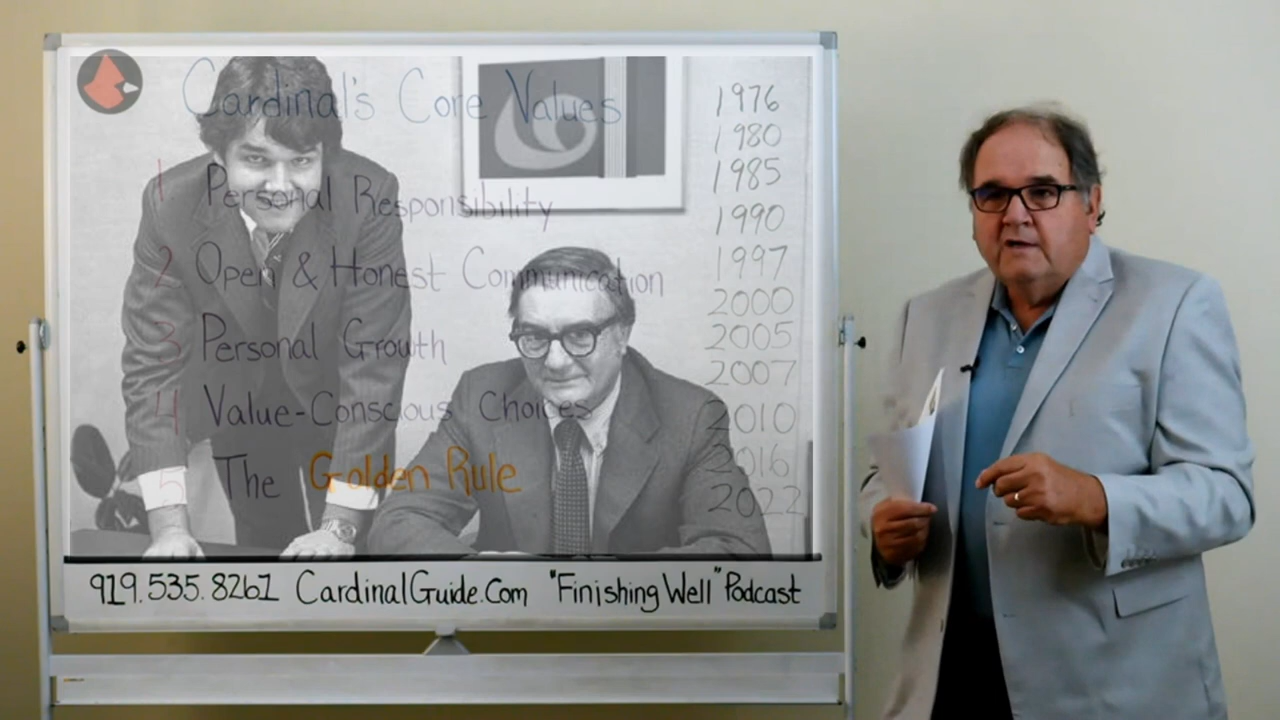 Cardinal's Core Values
1 Personal Responsibility
2 Open & Honest Communication
3 Personal Growth
4 Value-Conscious Choices
5 The Golden Rule
1976
1980
1985
1990
1997
2000
2005
2007
2010
2016
2022
919.535.8261 CardinalGuide.Com "Finishing Well" Podcast